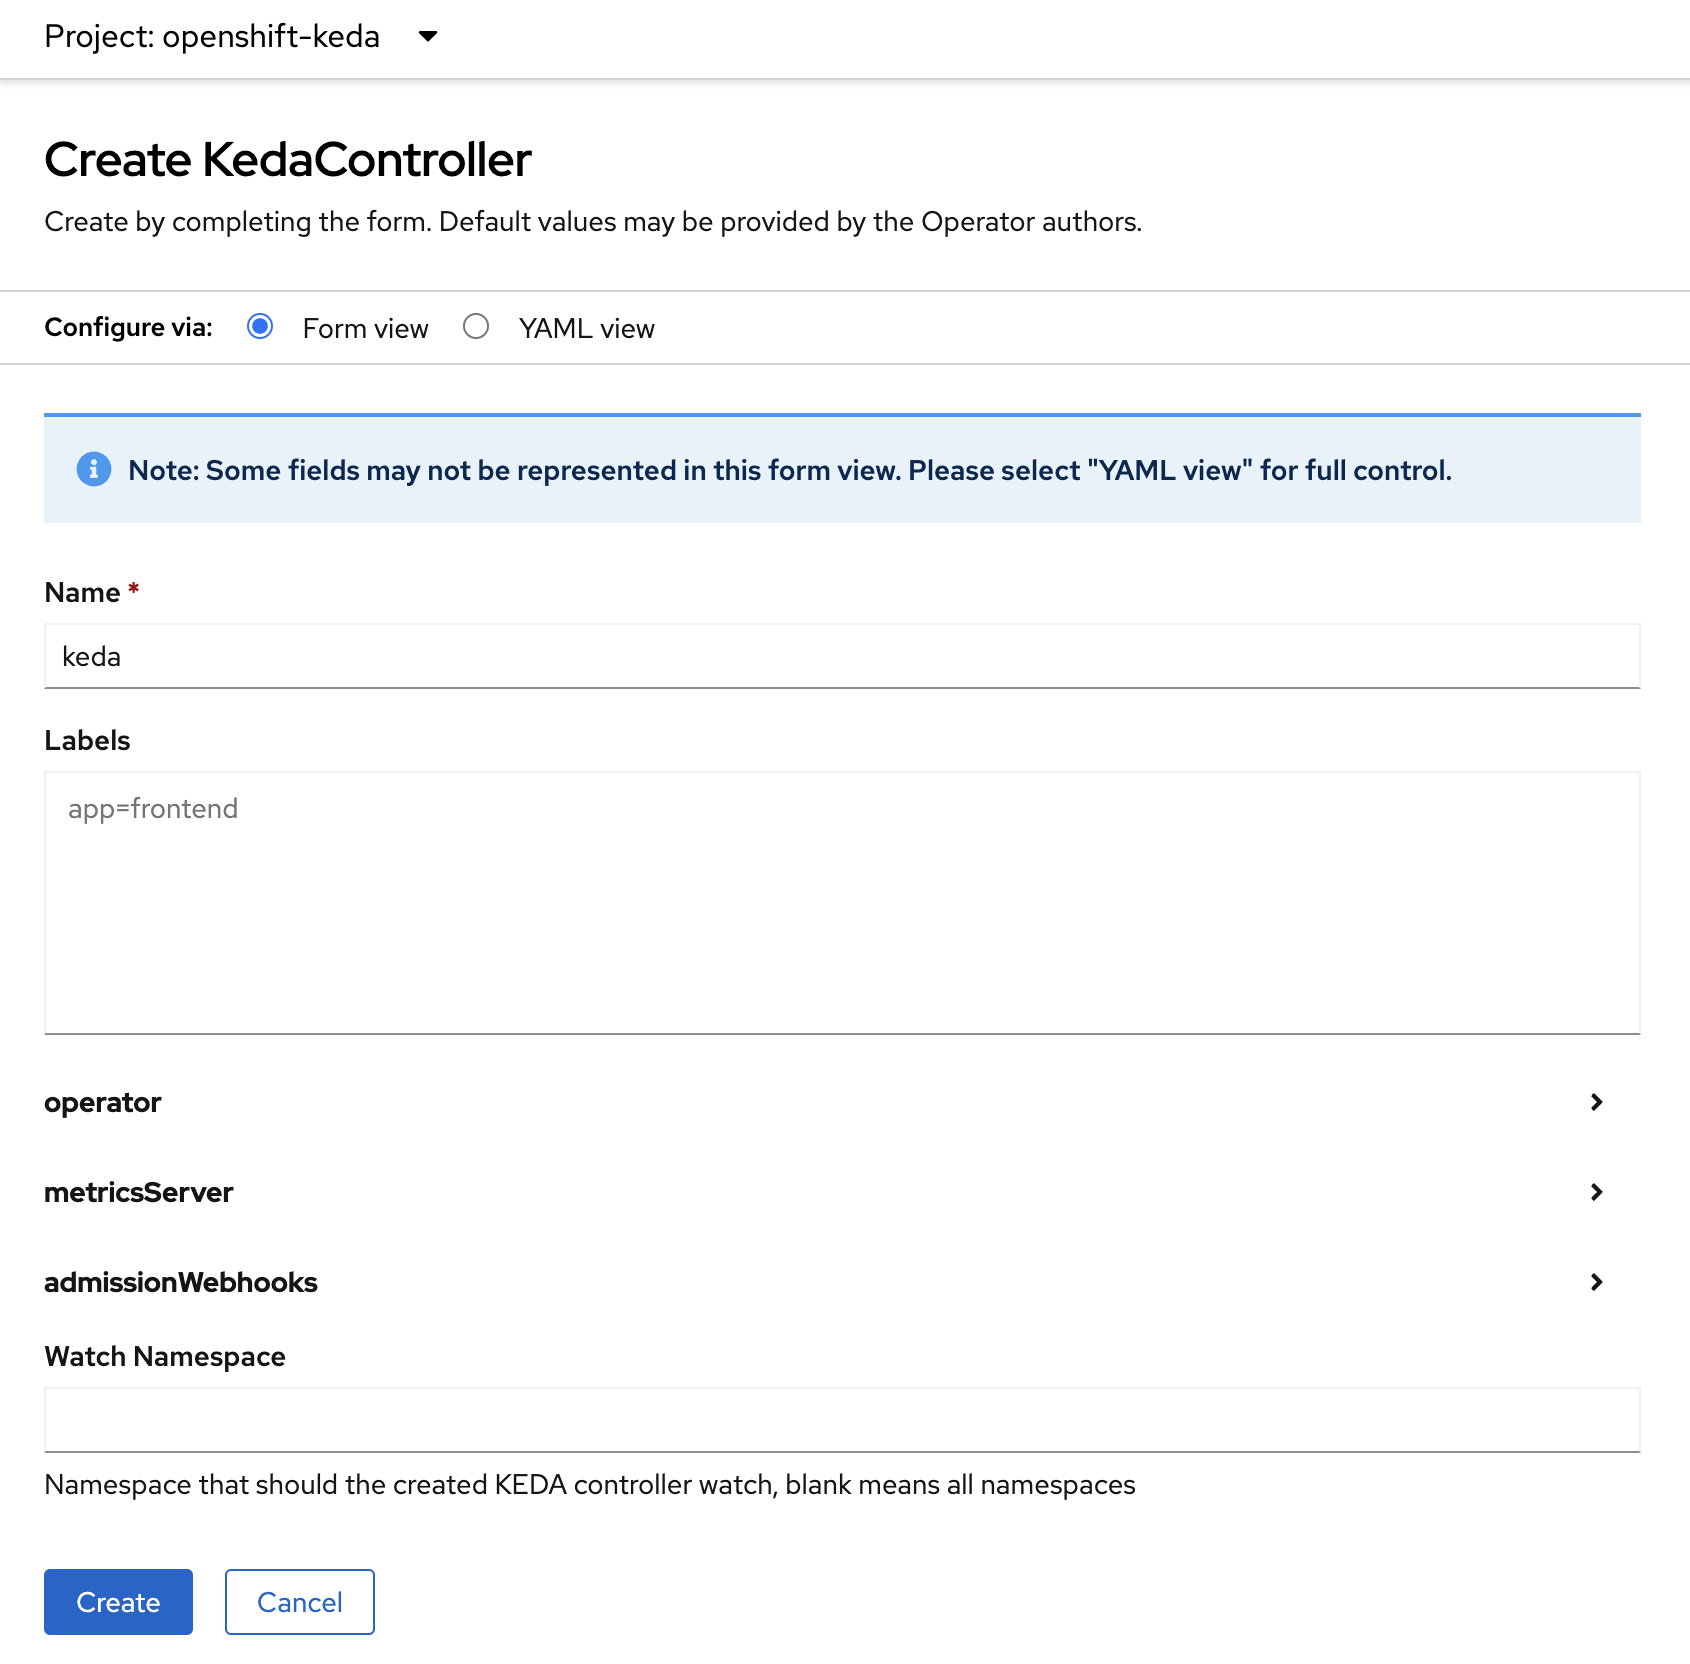 Project: openshift-keda
Create KedaController
Create by completing the form. Default values may be provided by the Operator authors.
Configure via: Form view YAML view
Note: Some fields may not be represented in this form view. Please select "YAML view" for full control.
Name *
keda
Labels
app=frontend
operator
metricsServer
admissionWebhooks
Watch Namespace
Namespace that should the created KEDA controller watch, blank means all namespaces
Create Cancel